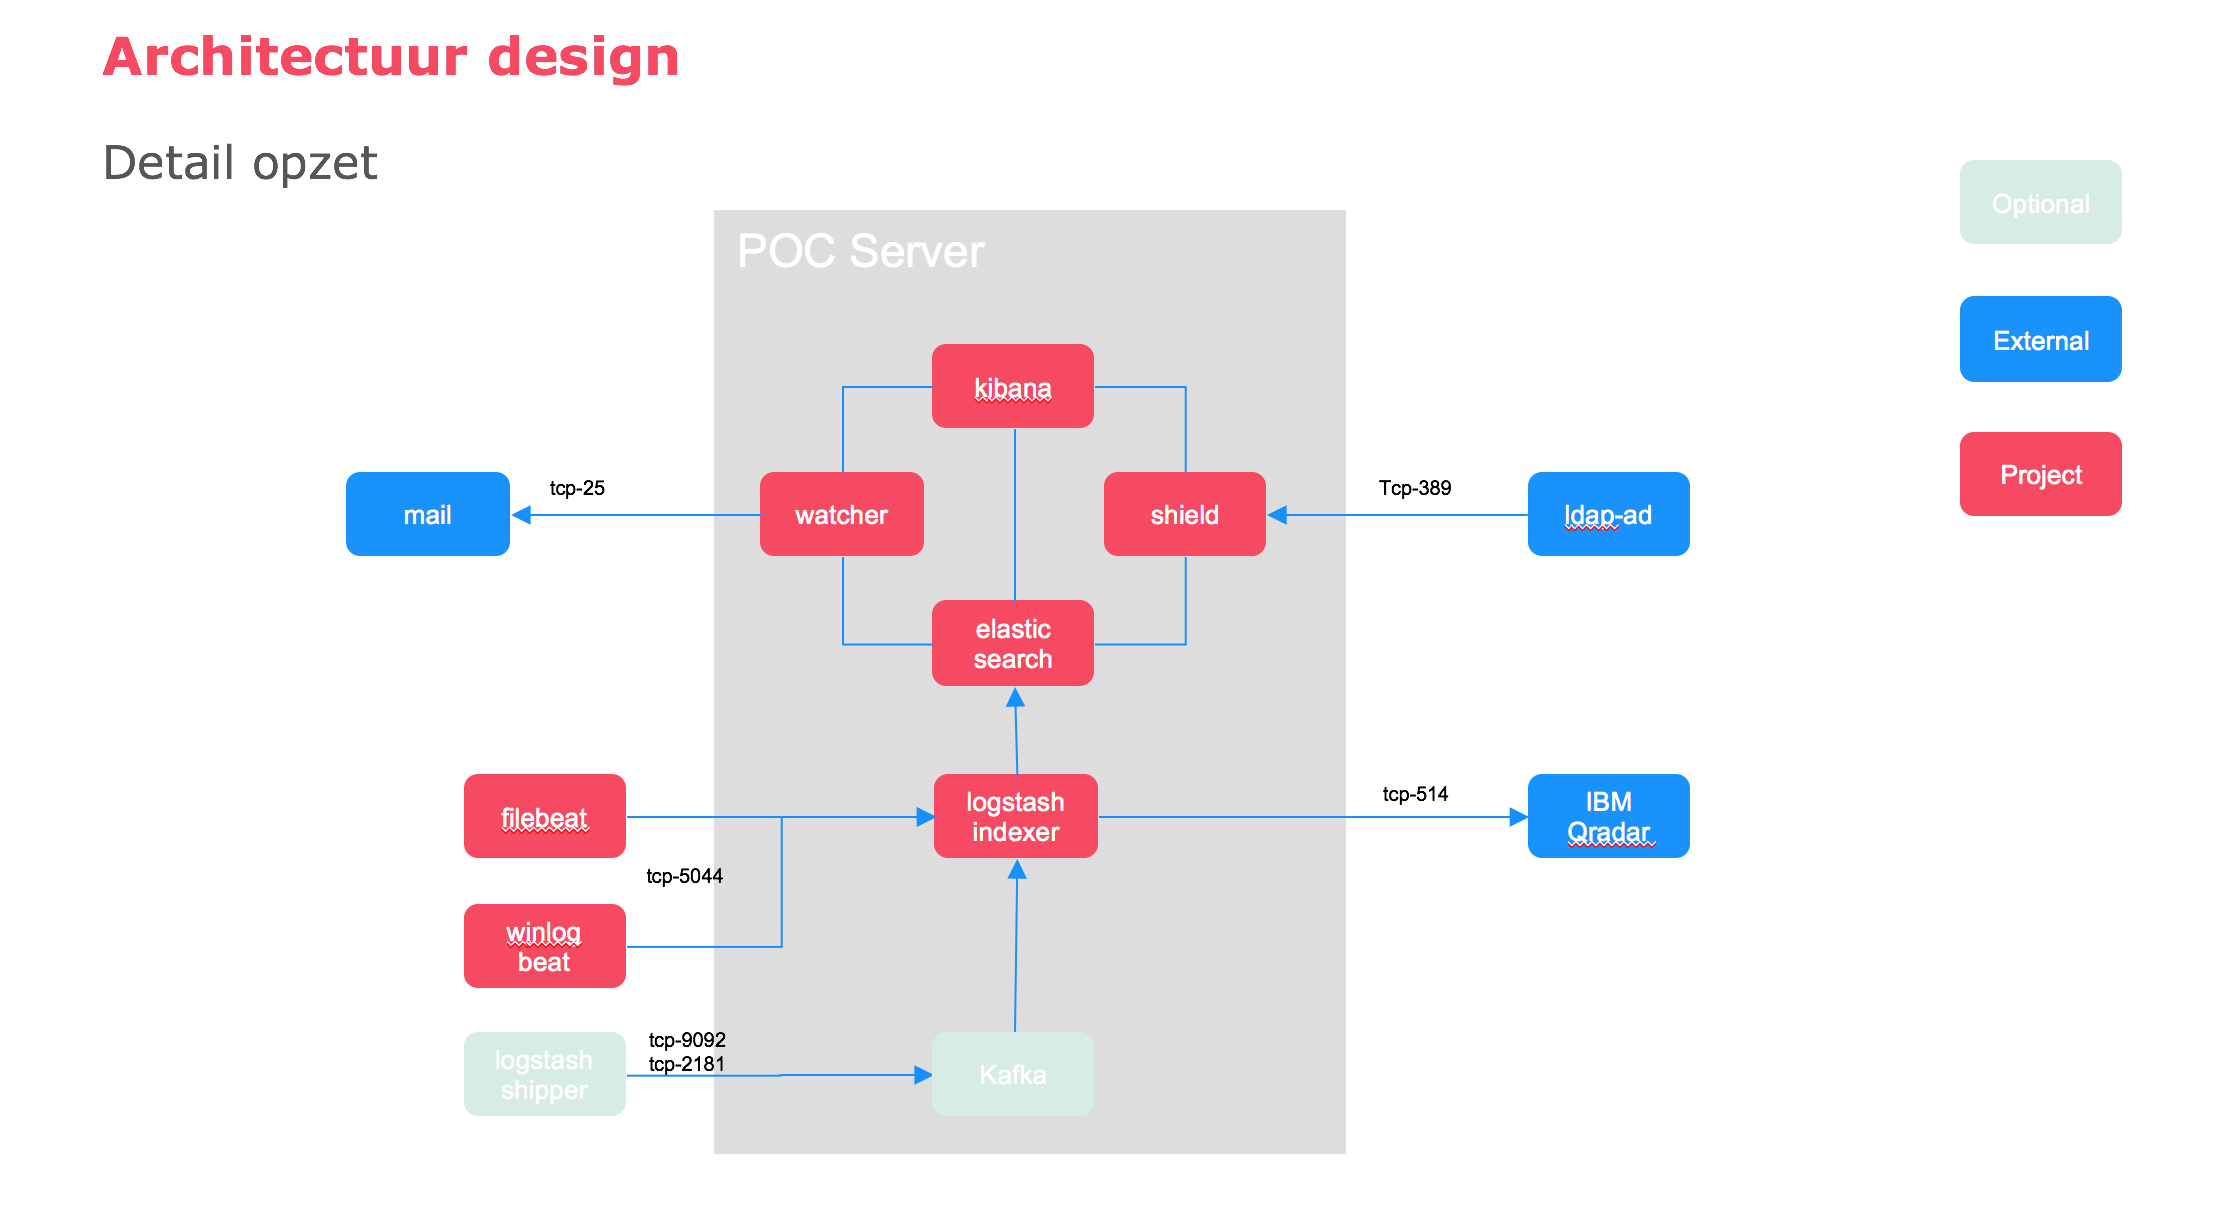 Architectuur design
Detail opzet
Optional
External
Project
POC Server
kibana
mail
tcp-25
watcher
shield
Tcp-389
ldap-ad
elastic
search
filebeat
logstash
indexer
tcp-514
IBM
Qradar
tcp-5044
winlog
beat
logstash
shipper
tcp-9092
tcp-2181
Kafka